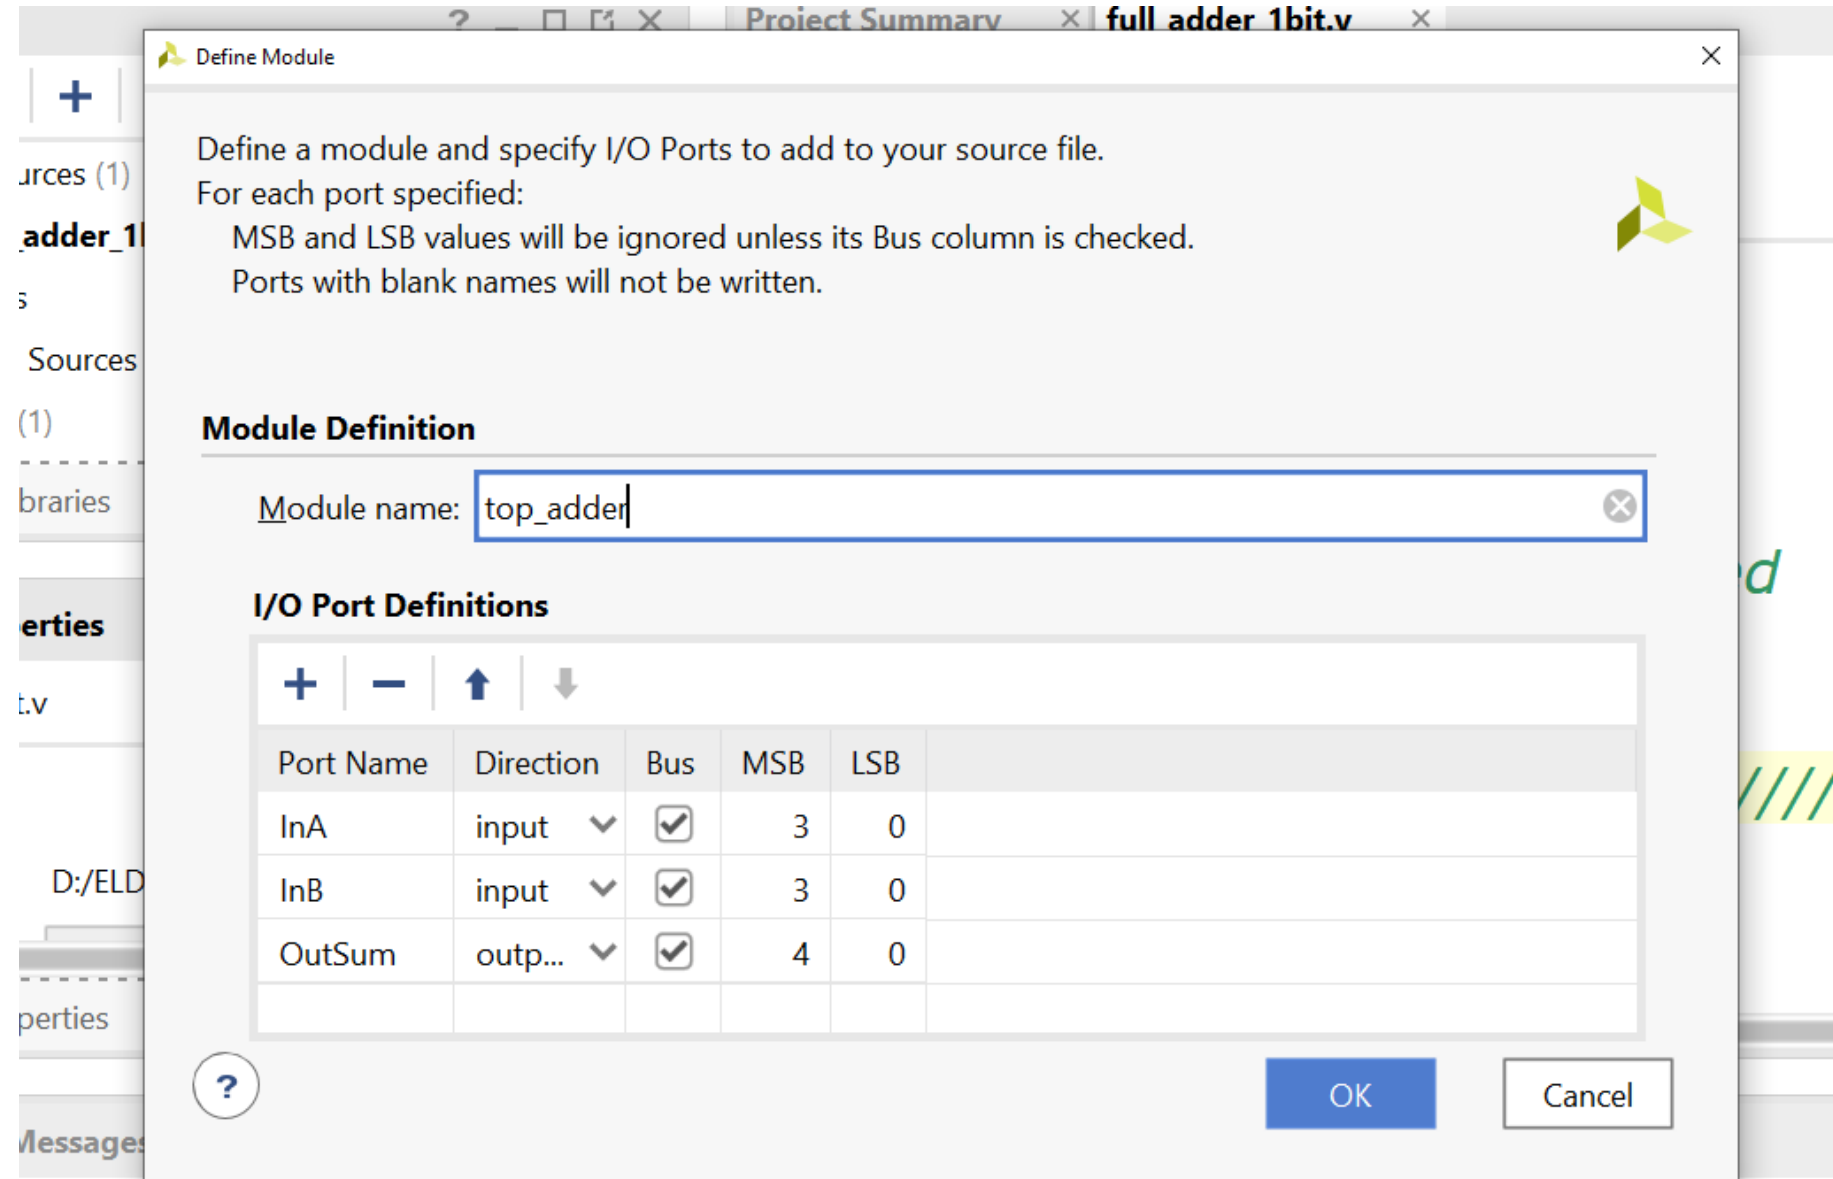 ? Project Summary × full_adder_1bit.v ×
Define Module
Define a module and specify I/O Ports to add to your source file.
urces (1)
For each port specified:
_adder_1
MSB and LSB values will be ignored unless its Bus column is checked.
s
Ports with blank names will not be written.
Sources
(1)
Module Definition
braries
Module name: top_adder
ed
I/O Port Definitions
erties
t.v
Port Name Direction Bus MSB LSB
////
InA input 3 0
D:/ELD
InB input 3 0
OutSum outp... 4 0
perties
?
OK Cancel
Messages